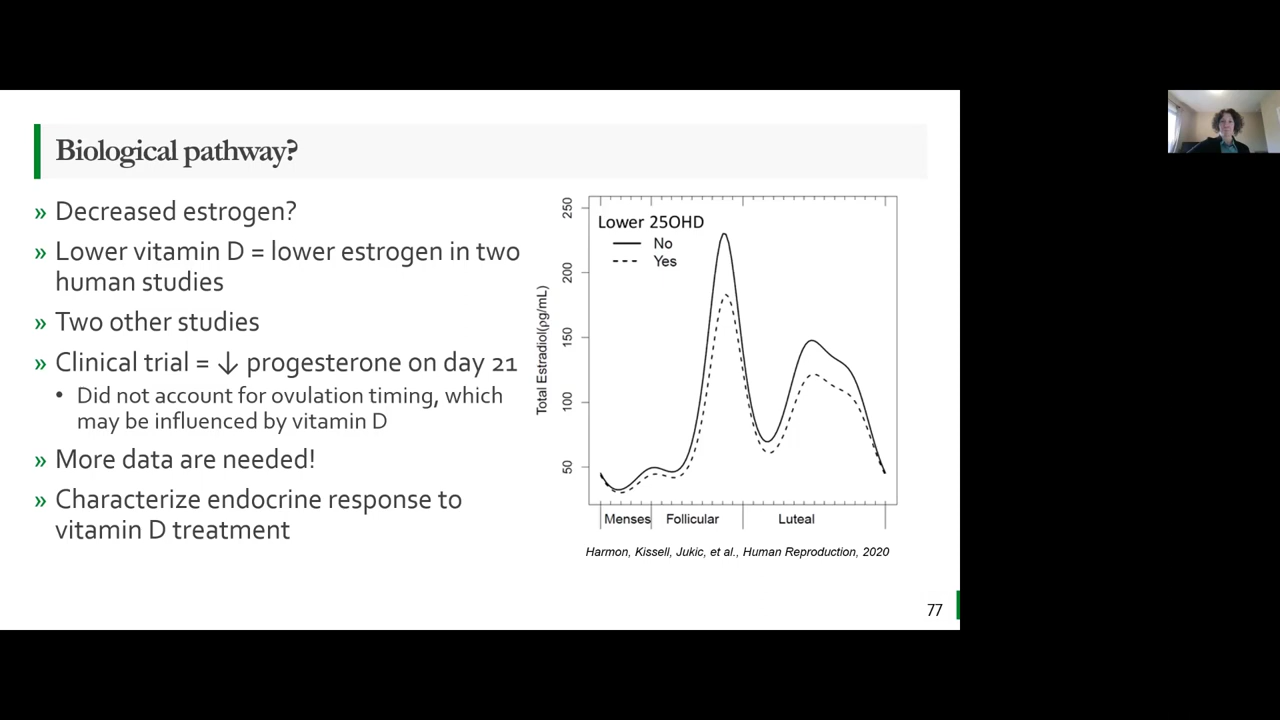 Biological pathway?
» Decreased estrogen?
» Lower vitamin D = lower estrogen in two
human studies
» Two other studies
» Clinical trial = ↓ progesterone on day 21
• Did not account for ovulation timing, which
may be influenced by vitamin D
» More data are needed!
» Characterize endocrine response to
vitamin D treatment
Lower 25OHD
No
Yes
Total Estradiol(ρg/mL)
250
200
150
100
50
Menses Follicular Luteal
Harmon, Kissell, Jukic, et al., Human Reproduction, 2020
77